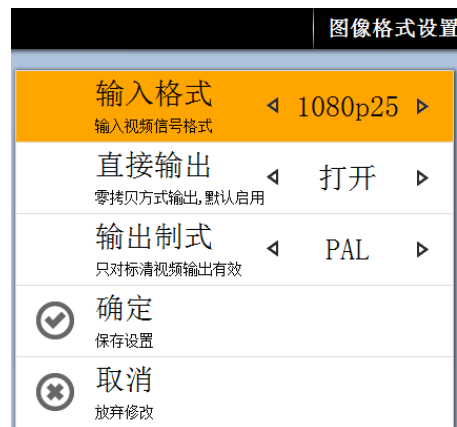 图像格式设置
输入格式
1080p25
输入视频信号格式
直接输出
打开
零拷贝方式输出,默认启用
输出制式
PAL
只对标清视频输出有效
确定
保存设置
取消
放弃修改